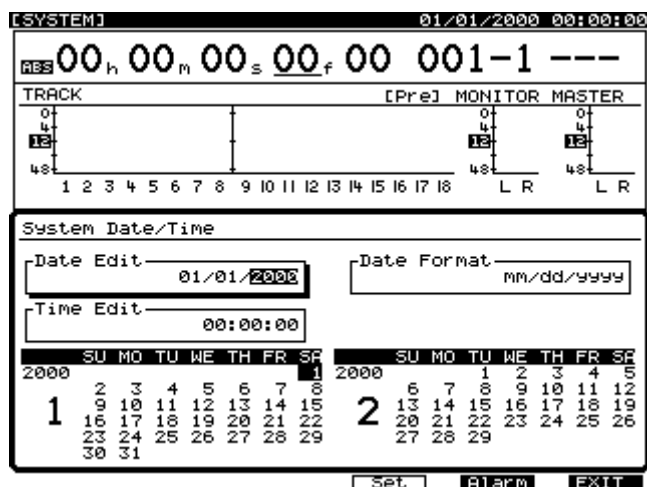 [SYSTEM] 01/01/2000 00:00:00
ABS 00h 00m 00s 00f 00 001-1 ---
TRACK [Pre] MONITOR MASTER
0 0 0
4 4 4
12 12 12
48 48 48
1 2 3 4 5 6 7 8 9 10 11 12 13 14 15 16 17 18 L R L R
System Date/Time
Date Edit Date Format
01/01/2000 mm/dd/yyyy
Time Edit
00:00:00
SU MO TU WE TH FR SA SU MO TU WE TH FR SA
2000 1 2000 1 2 3 4 5
2 3 4 5 6 7 8 6 7 8 9 10 11 12
1 9 10 11 12 13 14 15 2 13 14 15 16 17 18 19
16 17 18 19 20 21 22 20 21 22 23 24 25 26
23 24 25 26 27 28 29 27 28 29
30 31
Set Alarm EXIT